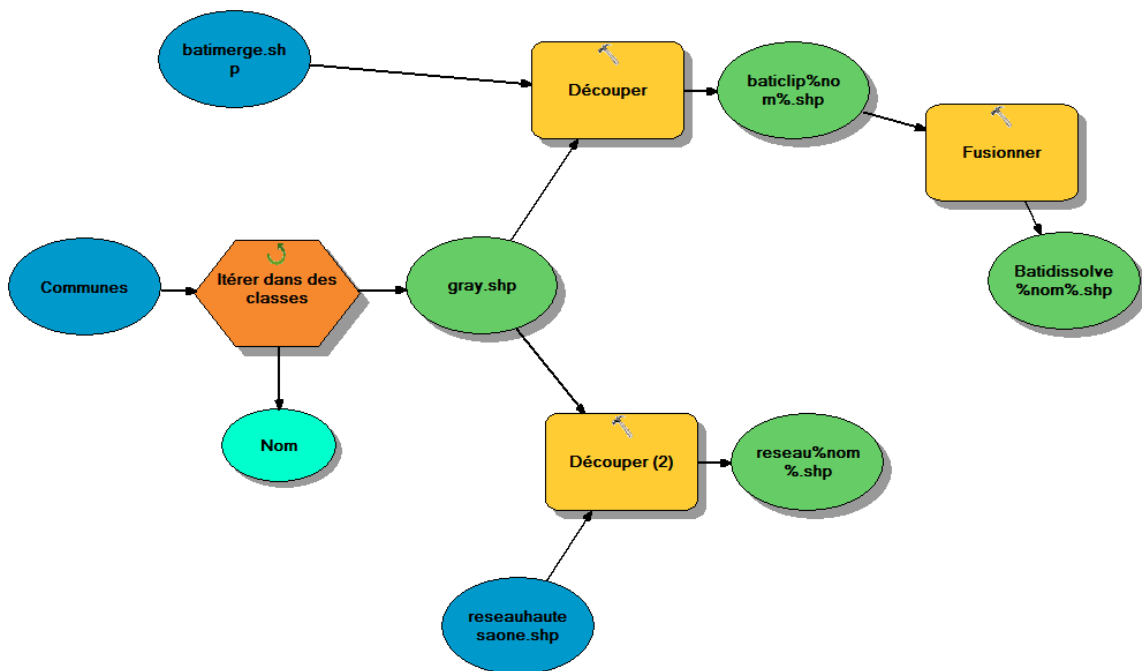 batimerge.sh
p
Découper
baticlip%no
m%.shp
Fusionner
Communes
Itérer dans des
classes
gray.shp
Batidissolve
%nom%.shp
Nom
Découper (2)
reseau%nom
%.shp
reseauhaute
saone.shp